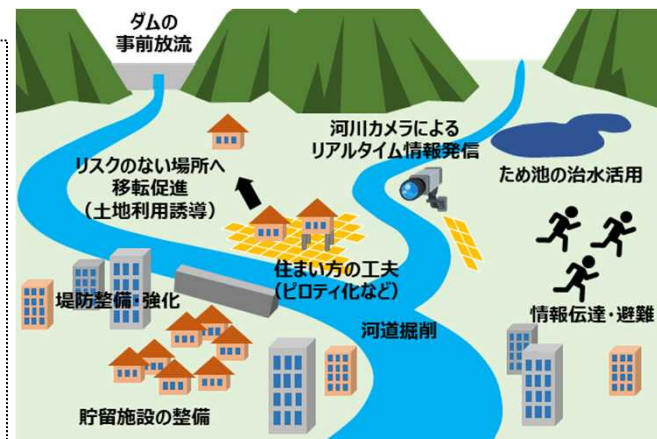 ダムの
事前放流
河川カメラによる
リアルタイム情報発信
リスクのない場所へ
移転促進
（土地利用誘導）
ため池の治水活用
住まい方の工夫
（ピロティ化など）
堤防整備・強化
情報伝達・避難
河道掘削
貯留施設の整備